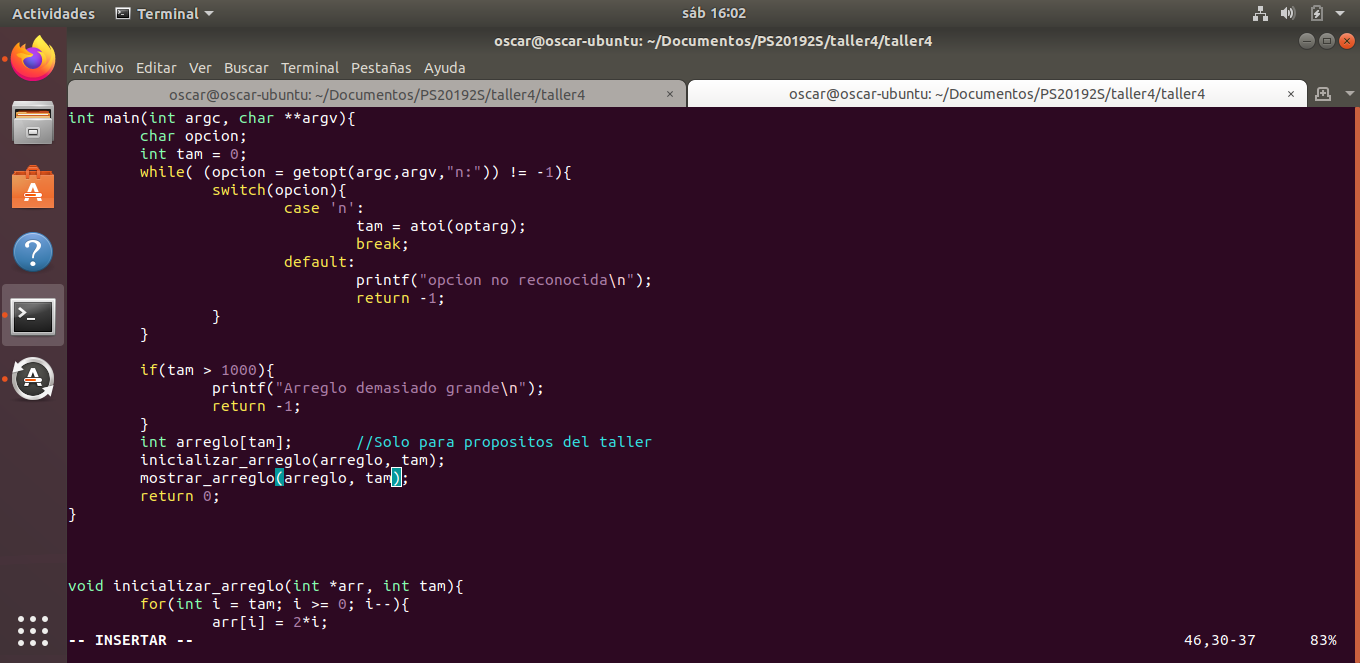 Actividades Terminal sáb 16:02
oscar@oscar-ubuntu: ~/Documentos/PS20192S/taller4/taller4
Archivo Editar Ver Buscar Terminal Pestañas Ayuda
oscar@oscar-ubuntu: ~/Documentos/PS20192S/taller4/taller4 × oscar@oscar-ubuntu: ~/Documentos/PS20192S/taller4/taller4 ×
int main(int argc, char **argv){
char opcion;
int tam = 0;
while( (opcion = getopt(argc,argv,"n:")) != -1){
switch(opcion){
case 'n':
tam = atoi(optarg);
break;
default:
printf("opcion no reconocida\n");
return -1;
}
}
if(tam > 1000){
printf("Arreglo demasiado grande\n");
return -1;
}
int arreglo[tam]; //Solo para propositos del taller
inicializar_arreglo(arreglo, tam);
mostrar_arreglo(arreglo, tam);
return 0;
}
void inicializar_arreglo(int *arr, int tam){
for(int i = tam; i >= 0; i--){
arr[i] = 2*i;
-- INSERTAR -- 46,30-37 83%